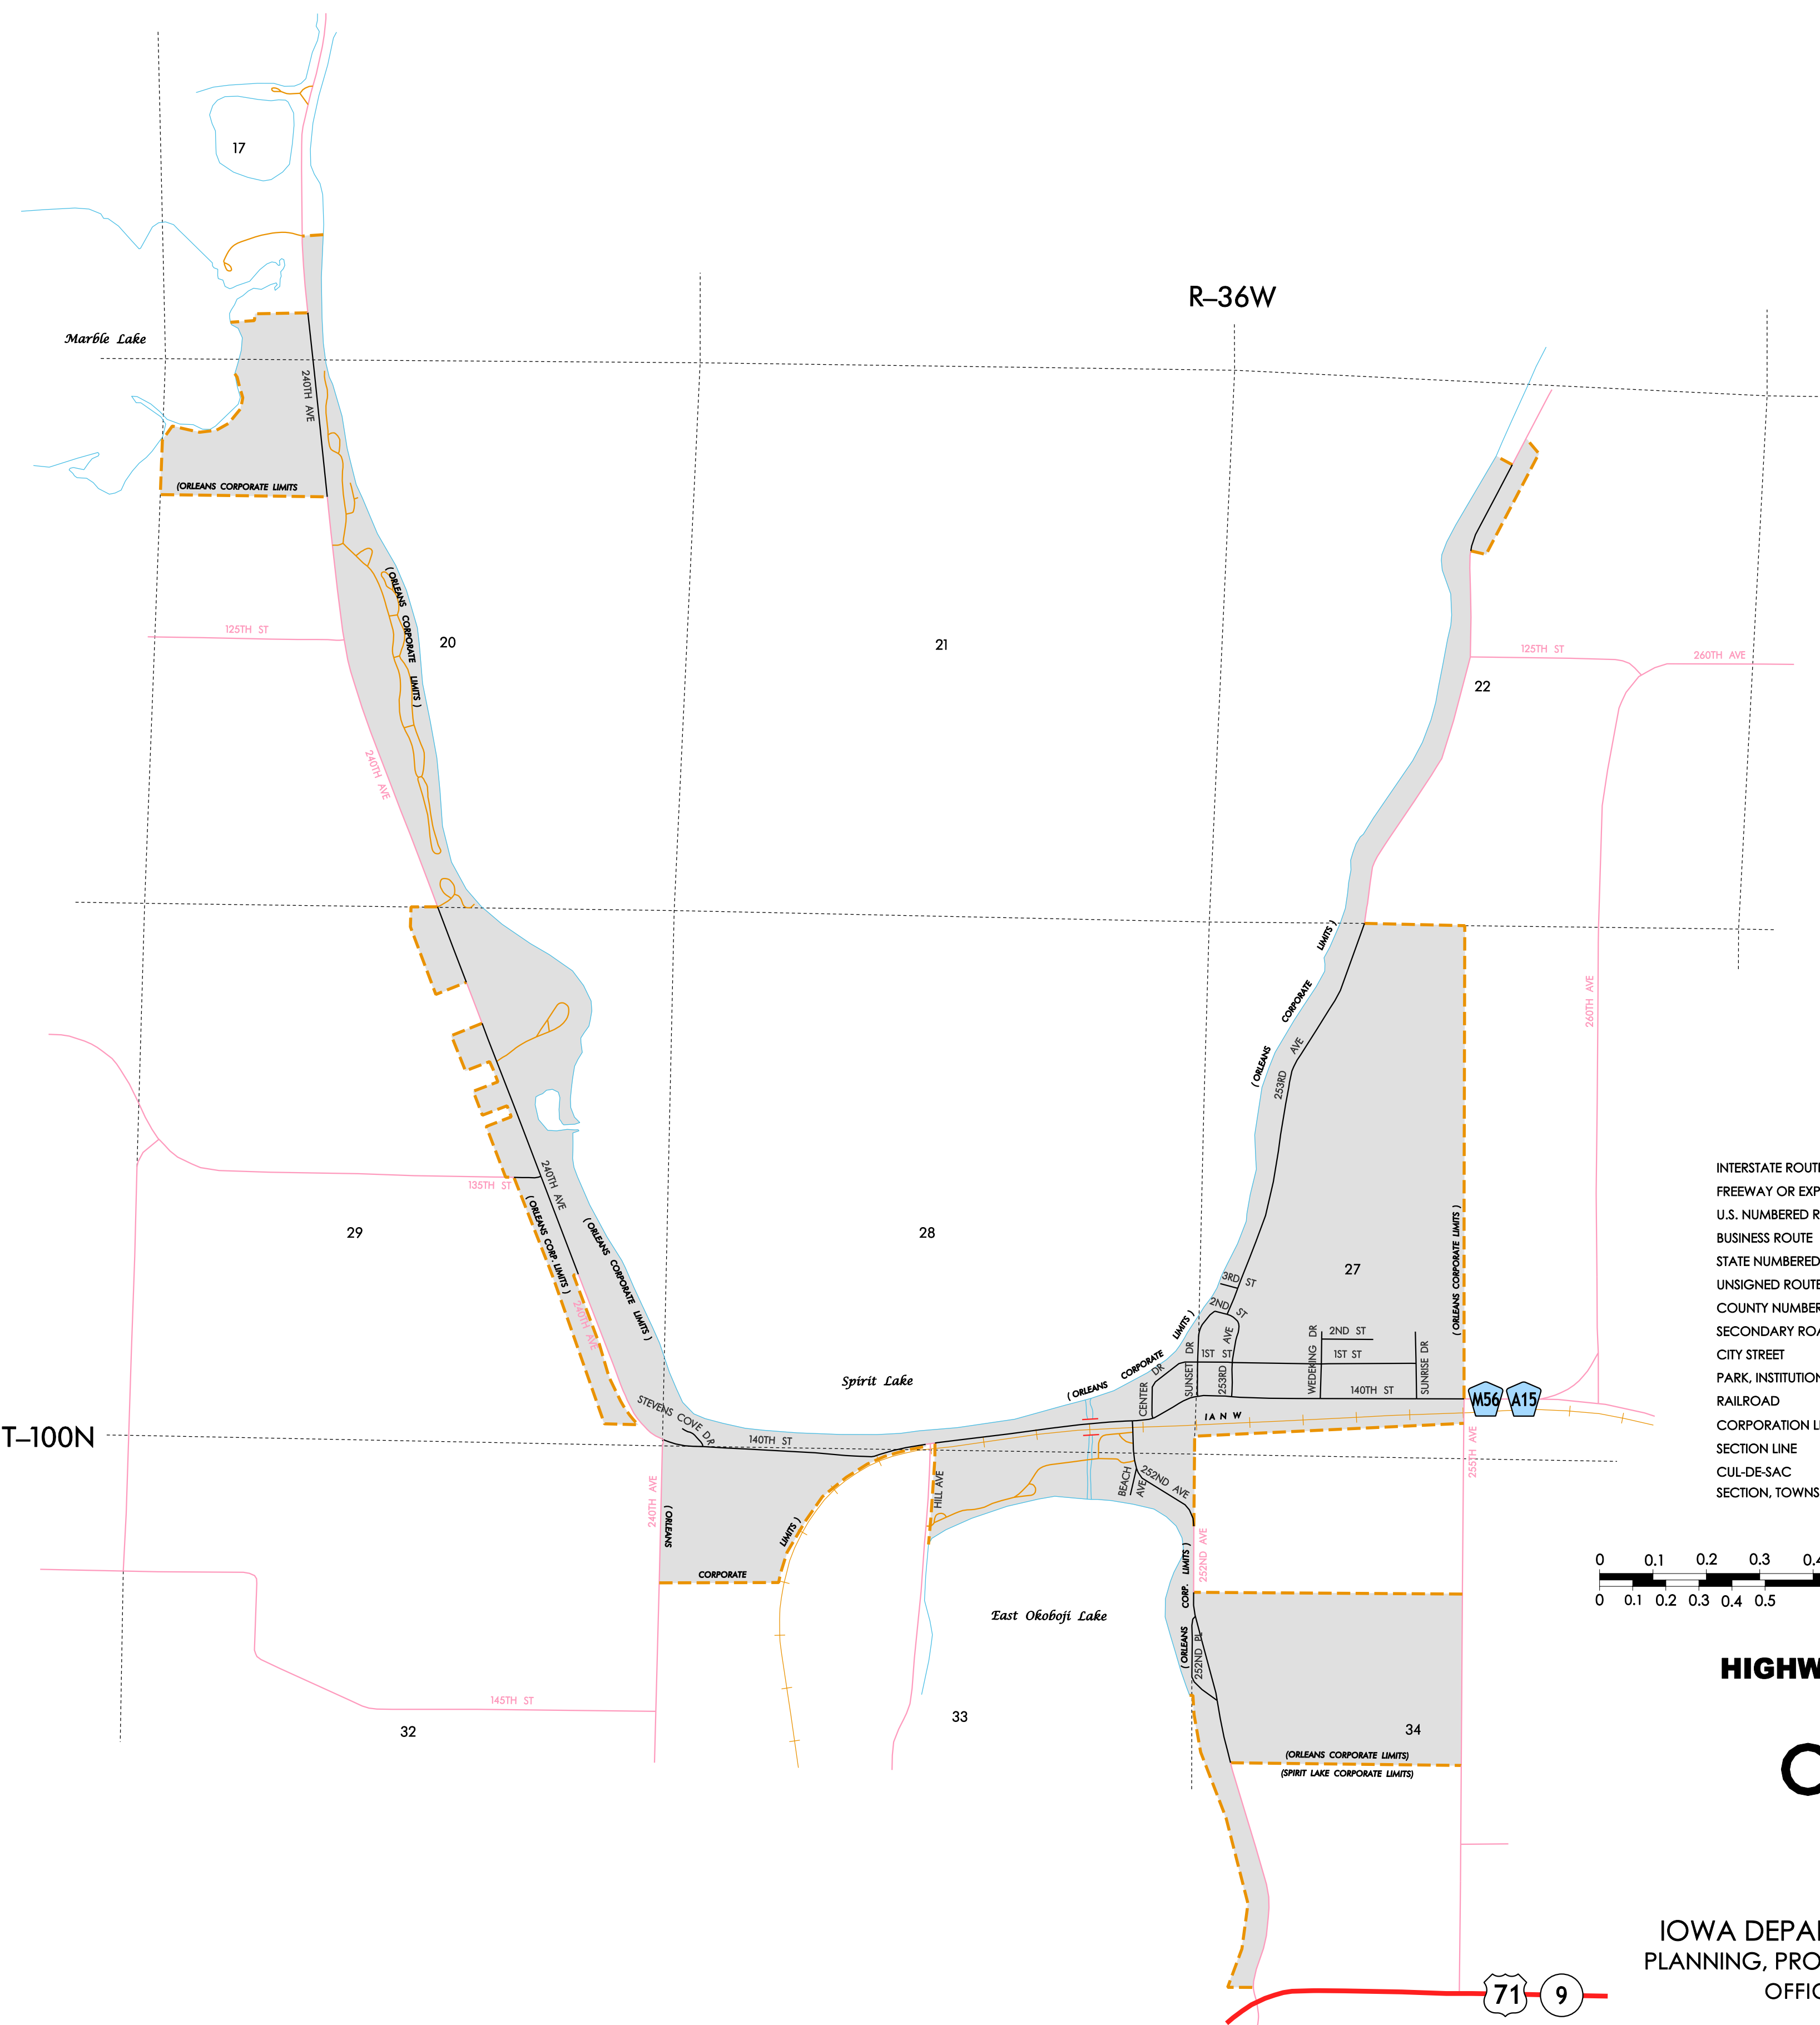 17
R–36W
Marble Lake
240TH AVE
(ORLEANS CORPORATE LIMITS
( ORLEANS CORPORATE LIMITS )
125TH ST
20
21
125TH ST
260TH AVE
22
240TH AVE
( ORLEANS CORPORATE LIMITS )
253RD AVE
260TH AVE
135TH ST
240TH AVE
( ORLEANS CORP. LIMITS )
( ORLEANS CORPORATE LIMITS )
( ORLEANS CORPORATE LIMITS )
29
28
27
240TH AVE
3RD ST
2ND ST
1ST ST
253RD AVE
SUNSET DR
CENTER DR
WEDEKING DR
2ND ST
1ST ST
SUNRISE DR
140TH ST
( ORLEANS CORPORATE LIMITS )
Spirit Lake
STEVENS COVE DR
140TH ST
I A N W
M56
A15
T–100N
255TH AVE
240TH AVE
(ORLEANS
CORPORATE
LIMITS )
HILL AVE
BEACH AVE
252ND AVE
252ND AVE
( ORLEANS CORP. LIMITS )
252ND PL
East Okoboji Lake
145TH ST
32
33
34
(ORLEANS CORPORATE LIMITS)
(SPIRIT LAKE CORPORATE LIMITS)
71
9
INTERSTATE ROUT
FREEWAY OR EXP
U.S. NUMBERED R
BUSINESS ROUTE
STATE NUMBERED
UNSIGNED ROUTE
COUNTY NUMBER
SECONDARY ROA
CITY STREET
PARK, INSTITUTION
RAILROAD
CORPORATION L
SECTION LINE
CUL-DE-SAC
SECTION, TOWNS
0 0.1 0.2 0.3 0.4
0 0.1 0.2 0.3 0.4 0.5
HIGHW
IOWA DEPA
PLANNING, PRO
OFFIC